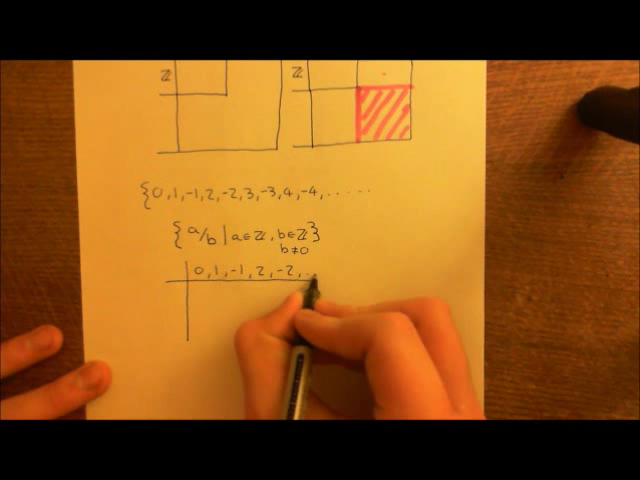 ℤ ℤ
{0,1,-1,2,-2,3,-3,4,-4,.....
{a/b | a∈ℤ, b∈ℤ}
b≠0
0,1,-1,2,-2,..